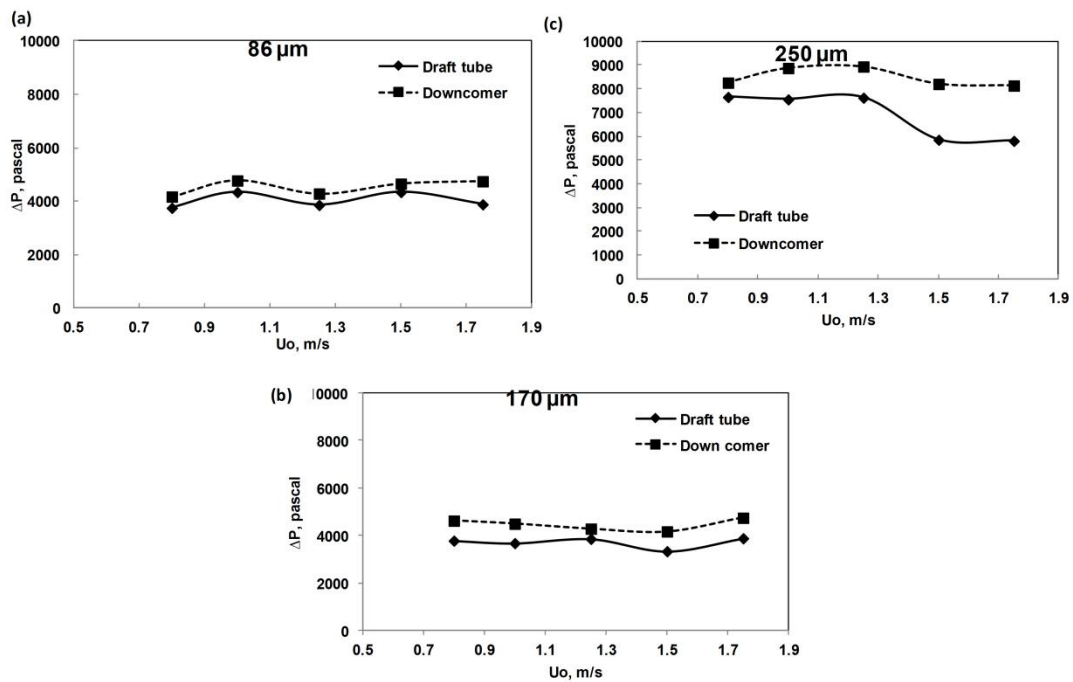 (a)
86 µm
10000
8000
6000
4000
2000
0
ΔP, pascal
Draft tube
Downcomer
0.5 0.7 0.9 1.1 1.3 1.5 1.7 1.9
Uo, m/s
(c)
250 µm
10000
9000
8000
7000
6000
5000
4000
3000
2000
1000
0
ΔP, pascal
Draft tube
Downcomer
0.5 0.7 0.9 1.1 1.3 1.5 1.7 1.9
Uo, m/s
(b)
170 µm
10000
8000
6000
4000
2000
0
ΔP, pascal
Draft tube
Down comer
0.5 0.7 0.9 1.1 1.3 1.5 1.7 1.9
Uo, m/s